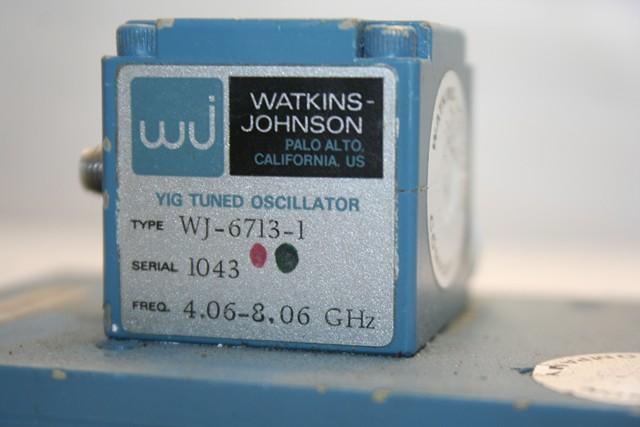 WJ
WATKINS-
JOHNSON
PALO ALTO,
CALIFORNIA, US
YIG TUNED OSCILLATOR
TYPE WJ-6713-1
SERIAL 1043
FREQ. 4.06-8.06 GHz